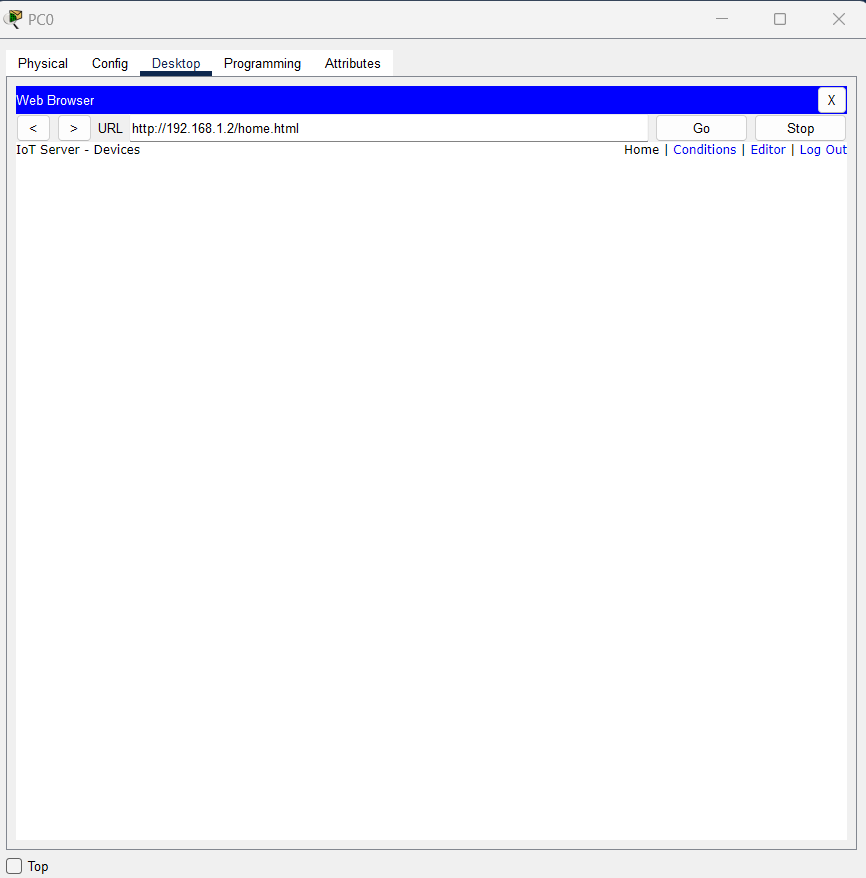 PC0
Physical Config Desktop Programming Attributes
Web Browser X
< > URL http://192.168.1.2/home.html Go Stop
IoT Server - Devices Home | Conditions | Editor | Log Out
Top